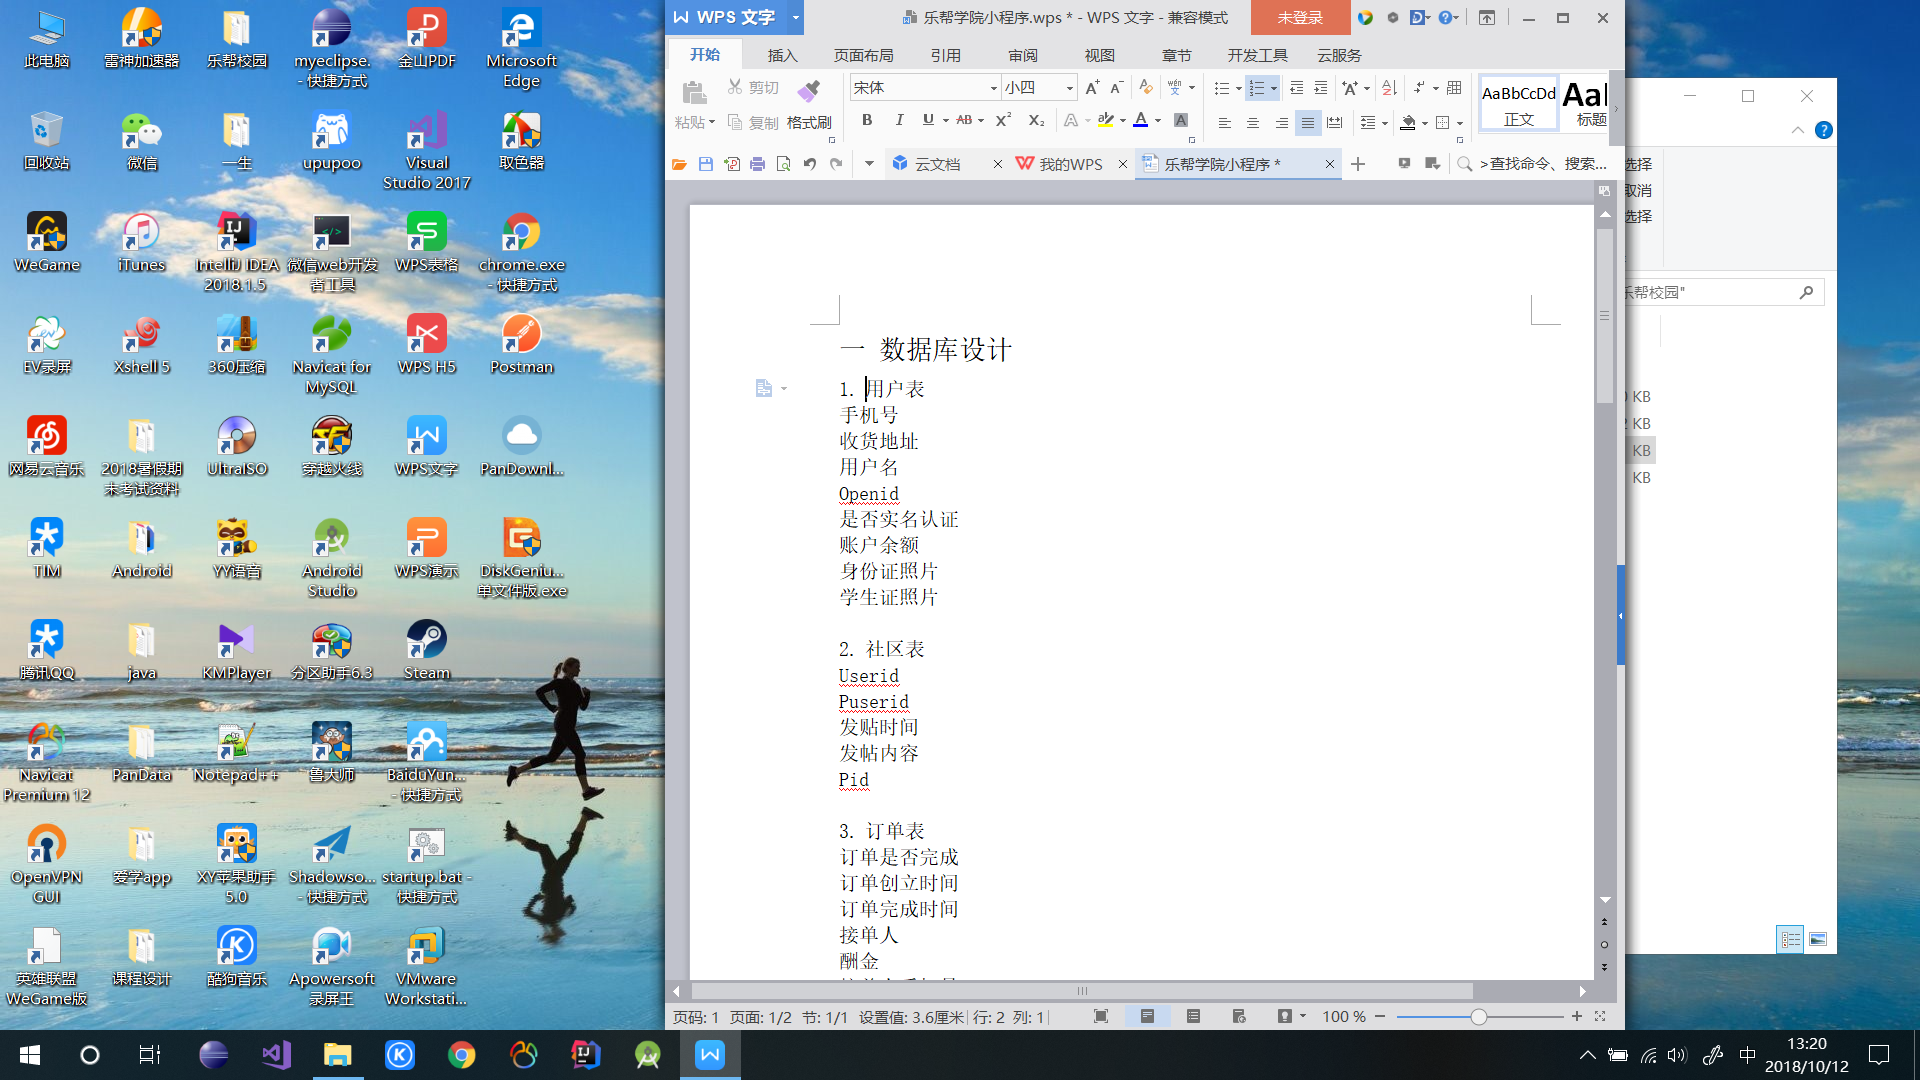 此电脑
雷神加速器
乐帮校园
myeclipse. - 快捷方式
金山PDF
Microsoft Edge
回收站
微信
一生
upupoo
Visual Studio 2017
取色器
WeGame
iTunes
IntelliJ IDEA 2018.1.5
微信web开发者工具
WPS表格
chrome.exe - 快捷方式
EV录屏
Xshell 5
360压缩
Navicat for MySQL
WPS H5
Postman
网易云音乐
2018暑假期末考试资料
UltraISO
穿越火线
WPS文字
PanDownl...
TIM
Android
YY语音
Android Studio
WPS演示
DiskGeniu... 单文件版.exe
腾讯QQ
java
KMPlayer
分区助手6.3
Steam
Navicat Premium 12
PanData
Notepad++
鲁大师
BaiduYun... - 快捷方式
OpenVPN GUI
爱学app
XY苹果助手5.0
Shadowso... - 快捷方式
startup.bat - 快捷方式
英雄联盟WeGame版
课程设计
酷狗音乐
Apowersoft录屏王
VMware Workstati...
WPS 文字
乐帮学院小程序.wps * - WPS 文字 - 兼容模式
未登录
开始 插入 页面布局 引用 审阅 视图 章节 开发工具 云服务
粘贴 剪切 复制 格式刷
宋体 小四
AaBbCcDd 正文
AaI 标题
云文档 我的WPS 乐帮学院小程序 * >查找命令、搜索...
一 数据库设计
1. 用户表
手机号
收货地址
用户名
Openid
是否实名认证
账户余额
身份证照片
学生证照片
2. 社区表
Userid
Puserid
发贴时间
发帖内容
Pid
3. 订单表
订单是否完成
订单创立时间
订单完成时间
接单人
酬金
页码: 1 页面: 1/2 节: 1/1 设置值: 3.6厘米 行: 2 列: 1 100 %
选择
取消
选择
乐帮校园"
KB
KB
KB
KB
中
13:20
2018/10/12